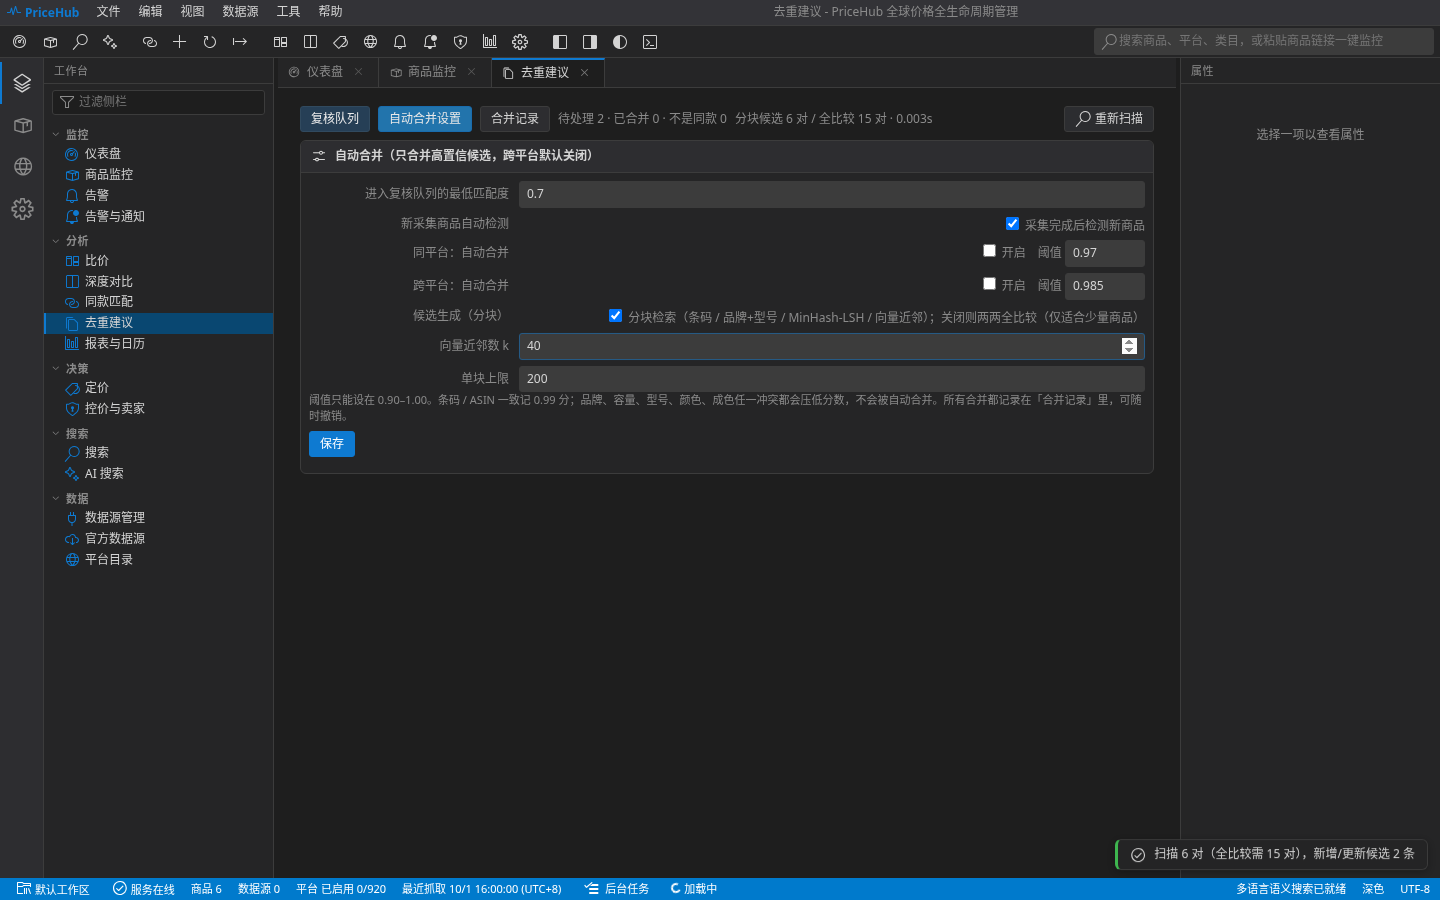 PriceHub 文件 编辑 视图 数据源 工具 帮助 去重建议 - PriceHub 全球价格全生命周期管理
搜索商品、平台、类目，或粘贴商品链接一键监控
工作台
仪表盘 商品监控 去重建议
属性
过滤侧栏
监控
仪表盘
商品监控
告警
告警与通知
分析
比价
深度对比
同款匹配
去重建议
报表与日历
决策
定价
控价与卖家
搜索
搜索
AI 搜索
数据
数据源管理
官方数据源
平台目录
复核队列 自动合并设置 合并记录 待处理 2 · 已合并 0 · 不是同款 0 分块候选 6 对 / 全比较 15 对 · 0.003s 重新扫描
自动合并（只合并高置信候选，跨平台默认关闭）
进入复核队列的最低匹配度 0.7
新采集商品自动检测 采集完成后检测新商品
同平台：自动合并 开启 阈值 0.97
跨平台：自动合并 开启 阈值 0.985
候选生成（分块） 分块检索（条码 / 品牌+型号 / MinHash-LSH / 向量近邻）；关闭则两两全比较（仅适合少量商品）
向量近邻数 k 40
单块上限 200
阈值只能设在 0.90–1.00。条码 / ASIN 一致记 0.99 分；品牌、容量、型号、颜色、成色任一冲突都会压低分数，不会被自动合并。所有合并都记录在「合并记录」里，可随
时撤销。
保存
选择一项以查看属性
扫描 6 对（全比较需 15 对），新增/更新候选 2 条
默认工作区 服务在线 商品 6 数据源 0 平台 已启用 0/920 最近抓取 10/1 16:00:00 (UTC+8) 后台任务 加载中 多语言语义搜索已就绪 深色 UTF-8